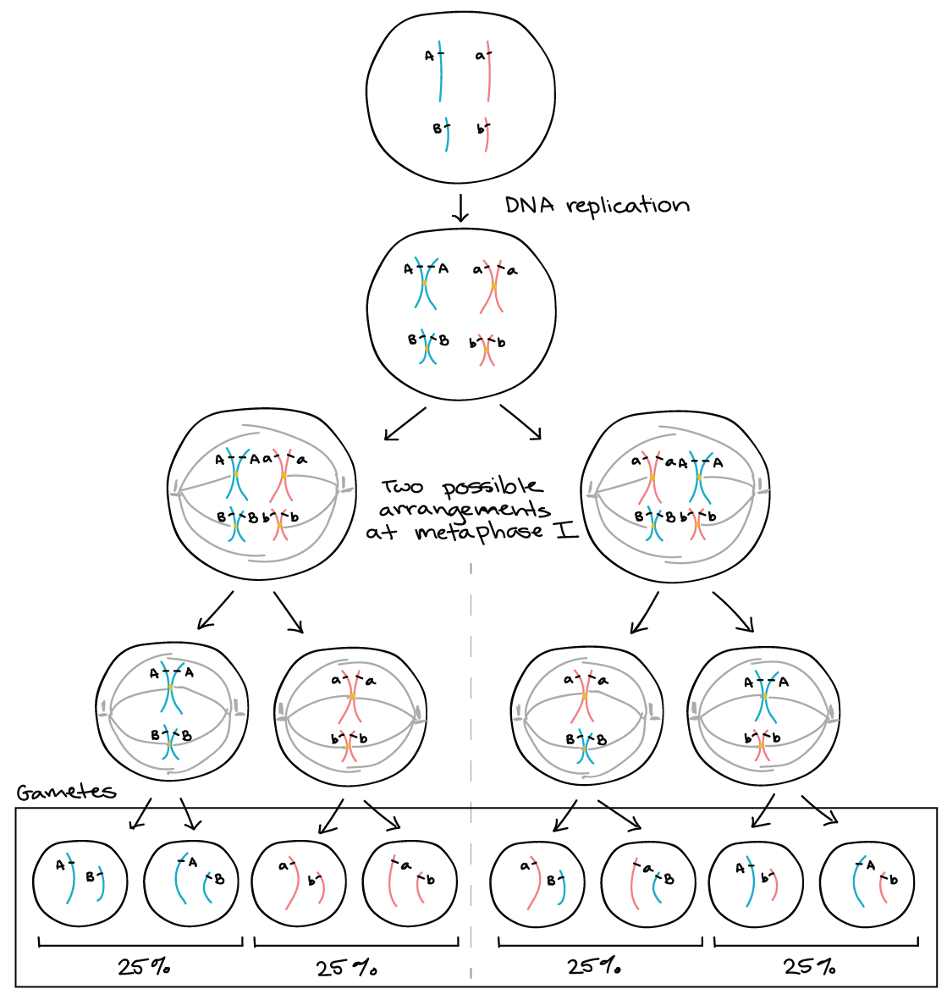 A a
B b
DNA replication
A A a a
B B b b
A A a a
B B b b
Two possible
arrangements
at metaphase I
a a A A
B B b b
A A
B B
a a
b b
a a
B B
A A
b b
Gametes
A B
A B
a b
a b
a B
a B
A b
A b
25%
25%
25%
25%